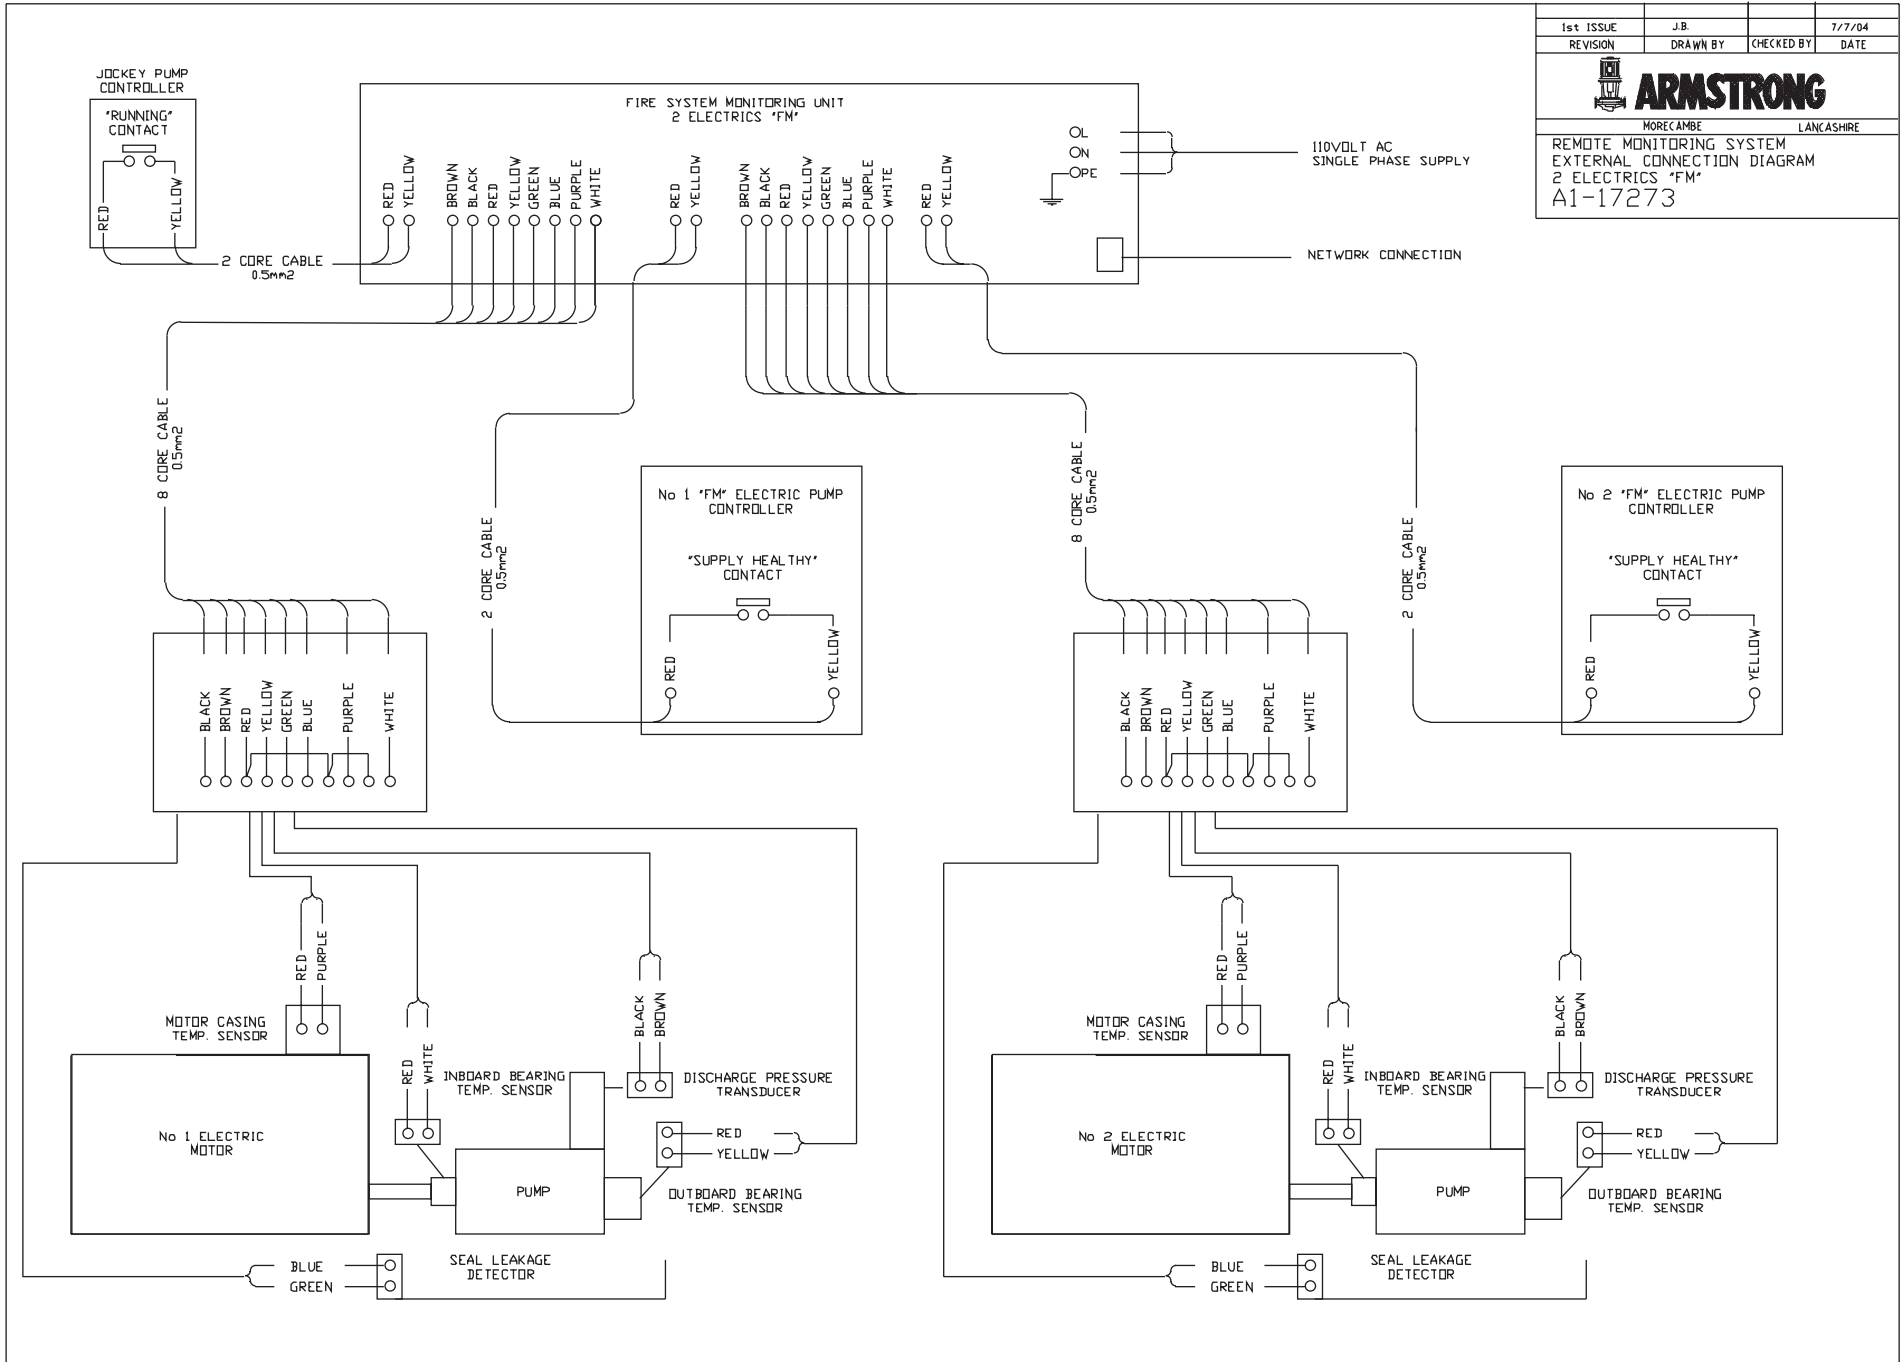 1st ISSUE J.B. 7/7/04
REVISION DRAWN BY CHECKED BY DATE
ARMSTRONG
MORECAMBE LANCASHIRE
REMOTE MONITORING SYSTEM
EXTERNAL CONNECTION DIAGRAM
2 ELECTRICS "FM"
A1-17273
JOCKEY PUMP
CONTROLLER
"RUNNING"
CONTACT
RED
YELLOW
2 CORE CABLE
0.5mm2
FIRE SYSTEM MONITORING UNIT
2 ELECTRICS "FM"
RED
YELLOW
BROWN
BLACK
RED
YELLOW
GREEN
BLUE
PURPLE
WHITE
RED
YELLOW
BROWN
BLACK
RED
YELLOW
GREEN
BLUE
PURPLE
WHITE
RED
YELLOW
L
N
PE
110VOLT AC
SINGLE PHASE SUPPLY
NETWORK CONNECTION
8 CORE CABLE
0.5mm2
2 CORE CABLE
0.5mm2
No 1 "FM" ELECTRIC PUMP
CONTROLLER
"SUPPLY HEALTHY"
CONTACT
RED
YELLOW
8 CORE CABLE
0.5mm2
2 CORE CABLE
0.5mm2
No 2 "FM" ELECTRIC PUMP
CONTROLLER
"SUPPLY HEALTHY"
CONTACT
RED
YELLOW
BLACK
BROWN
RED
YELLOW
GREEN
BLUE
PURPLE
WHITE
BLACK
BROWN
RED
YELLOW
GREEN
BLUE
PURPLE
WHITE
RED
PURPLE
MOTOR CASING
TEMP. SENSOR
RED
WHITE
INBOARD BEARING
TEMP. SENSOR
BLACK
BROWN
DISCHARGE PRESSURE
TRANSDUCER
No 1 ELECTRIC
MOTOR
RED
YELLOW
PUMP
OUTBOARD BEARING
TEMP. SENSOR
BLUE
GREEN
SEAL LEAKAGE
DETECTOR
RED
PURPLE
MOTOR CASING
TEMP. SENSOR
RED
WHITE
INBOARD BEARING
TEMP. SENSOR
BLACK
BROWN
DISCHARGE PRESSURE
TRANSDUCER
No 2 ELECTRIC
MOTOR
RED
YELLOW
PUMP
OUTBOARD BEARING
TEMP. SENSOR
BLUE
GREEN
SEAL LEAKAGE
DETECTOR